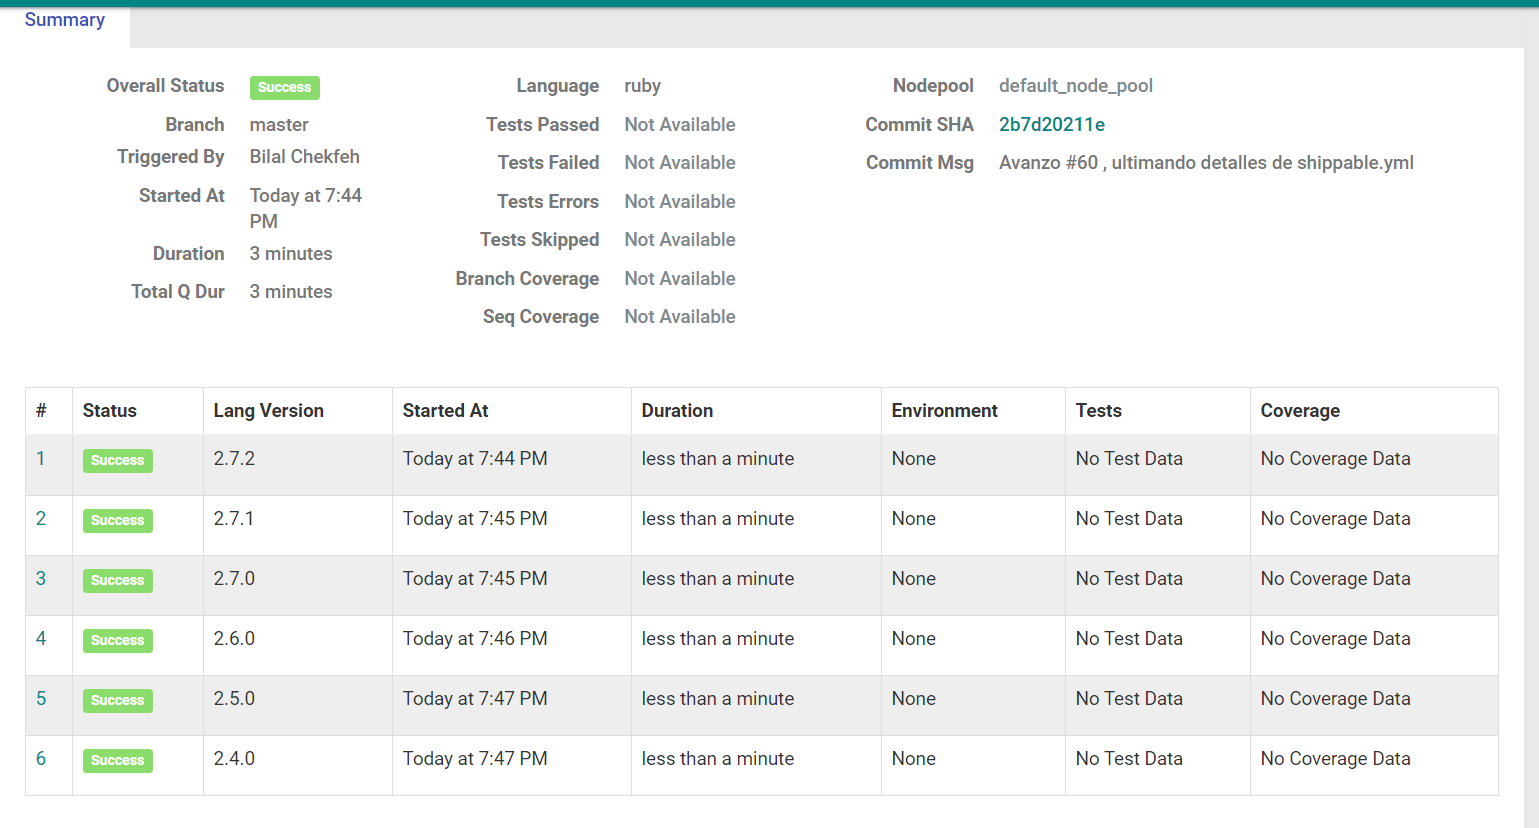 Summary
Overall Status Success
Branch master
Triggered By Bilal Chekfeh
Started At Today at 7:44
PM
Duration 3 minutes
Total Q Dur 3 minutes
Language ruby
Tests Passed Not Available
Tests Failed Not Available
Tests Errors Not Available
Tests Skipped Not Available
Branch Coverage Not Available
Seq Coverage Not Available
Nodepool default_node_pool
Commit SHA 2b7d20211e
Commit Msg Avanzo #60 , ultimando detalles de shippable.yml
# Status Lang Version Started At Duration Environment Tests Coverage
1 Success 2.7.2 Today at 7:44 PM less than a minute None No Test Data No Coverage Data
2 Success 2.7.1 Today at 7:45 PM less than a minute None No Test Data No Coverage Data
3 Success 2.7.0 Today at 7:45 PM less than a minute None No Test Data No Coverage Data
4 Success 2.6.0 Today at 7:46 PM less than a minute None No Test Data No Coverage Data
5 Success 2.5.0 Today at 7:47 PM less than a minute None No Test Data No Coverage Data
6 Success 2.4.0 Today at 7:47 PM less than a minute None No Test Data No Coverage Data